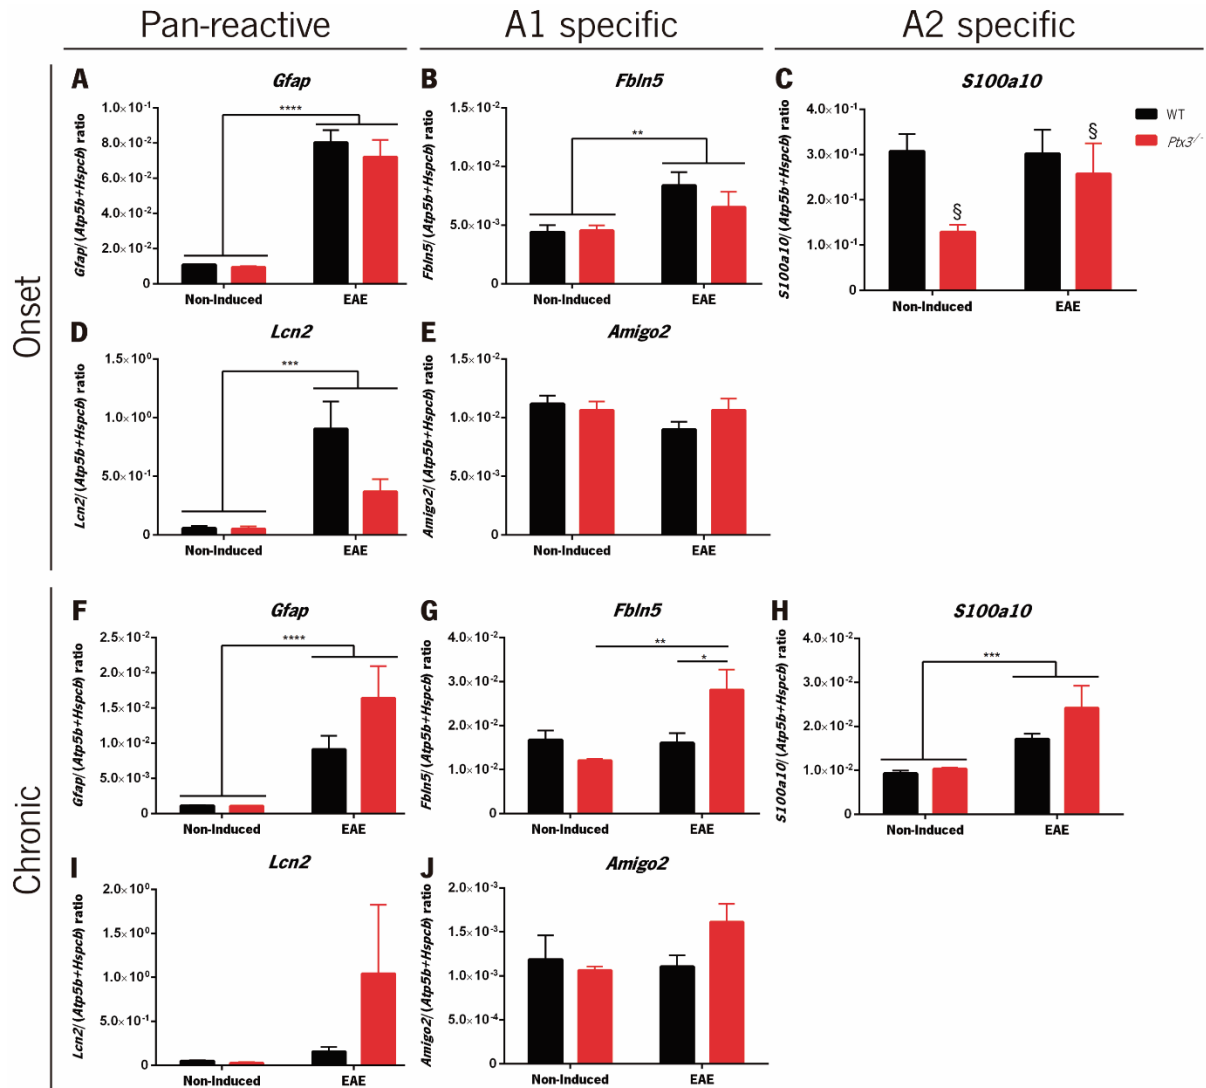 Pan-reactive
A1 specific
A2 specific
Onset
A
Gfap
Gfap/(Atp5b+Hspcb) ratio
1.0×10⁻¹
8.0×10⁻²
6.0×10⁻²
4.0×10⁻²
2.0×10⁻²
0
****
Non-Induced
EAE
B
Fbln5
Fbln5/(Atp5b+Hspcb) ratio
1.5×10⁻²
1.0×10⁻²
5.0×10⁻³
0
**
Non-Induced
EAE
C
S100a10
S100a10/(Atp5b+Hspcb) ratio
4.0×10⁻¹
3.0×10⁻¹
1.0×10⁻¹
1.0×10⁻¹
0
§
§
Non-Induced
EAE
WT
Ptx3⁻/⁻
D
Lcn2
Lcn2/(Atp5b+Hspcb) ratio
1.5×10⁰
1.0×10⁰
5.0×10⁻¹
0
***
Non-Induced
EAE
E
Amigo2
Amigo2/(Atp5b+Hspcb) ratio
1.5×10⁻²
1.0×10⁻²
5.0×10⁻³
0
Non-Induced
EAE
Chronic
F
Gfap
Gfap/(Atp5b+Hspcb) ratio
2.5×10⁻²
2.0×10⁻²
1.5×10⁻²
1.0×10⁻²
5.0×10⁻³
0
****
Non-Induced
EAE
G
Fbln5
Fbln5/(Atp5b+Hspcb) ratio
4.0×10⁻²
3.0×10⁻²
2.0×10⁻²
1.0×10⁻²
0
**
*
Non-Induced
EAE
H
S100a10
S100a10/(Atp5b+Hspcb) ratio
4.0×10⁻²
3.0×10⁻²
2.0×10⁻²
1.0×10⁻²
0
***
Non-Induced
EAE
I
Lcn2
Lcn2/(Atp5b+Hspcb) ratio
2.0×10⁰
1.5×10⁰
1.0×10⁰
5.0×10⁻¹
0
Non-Induced
EAE
J
Amigo2
Amigo2/(Atp5b+Hspcb) ratio
2.0×10⁻³
1.5×10⁻³
1.0×10⁻³
5.0×10⁻⁴
0
Non-Induced
EAE